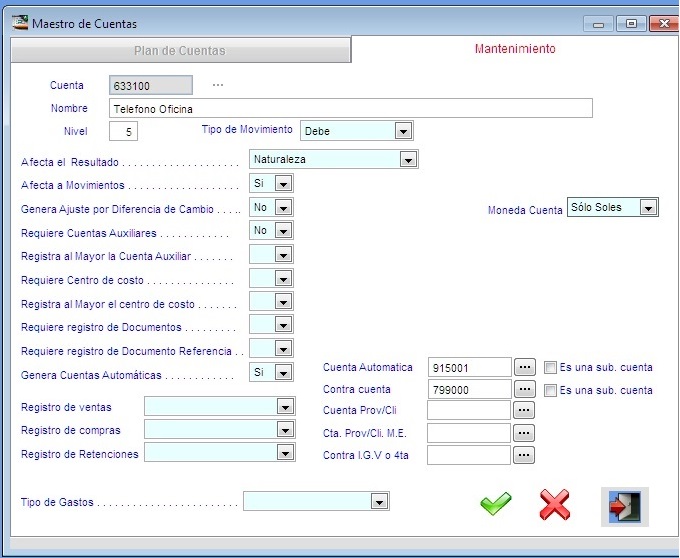 Maestro de Cuentas
Plan de Cuentas
Mantenimiento
Cuenta 633100 ...
Nombre Telefono Oficina
Nivel 5 Tipo de Movimiento Debe
Afecta el Resultado . . . . . . . . . . . . . . . . . . . . Naturaleza
Afecta a Movimientos . . . . . . . . . . . . . . . . . . . Si
Genera Ajuste por Diferencia de Cambio . . . .. No Moneda Cuenta Sólo Soles
Requiere Cuentas Auxiliares . . . . . . . . . . . . No
Registra al Mayor la Cuenta Auxiliar . . . . . . .
Requiere Centro de costo . . . . . . . . . . . . . . .
Registra al Mayor el centro de costo . . . . . . .
Requiere registro de Documentos . . . . . . . . .
Requiere registro de Documento Referencia . .
Genera Cuentas Automáticas . . . . . . . . . . . . Si
Cuenta Automatica 915001 ... Es una sub. cuenta
Contra cuenta 799000 ... Es una sub. cuenta
Registro de ventas Cuenta Prov/Cli ...
Registro de compras Cta. Prov/Cli. M.E. ...
Registro de Retenciones Contra I.G.V o 4ta ...
Tipo de Gastos . . . . . . . . . . . . . . . . . . . . . . . .